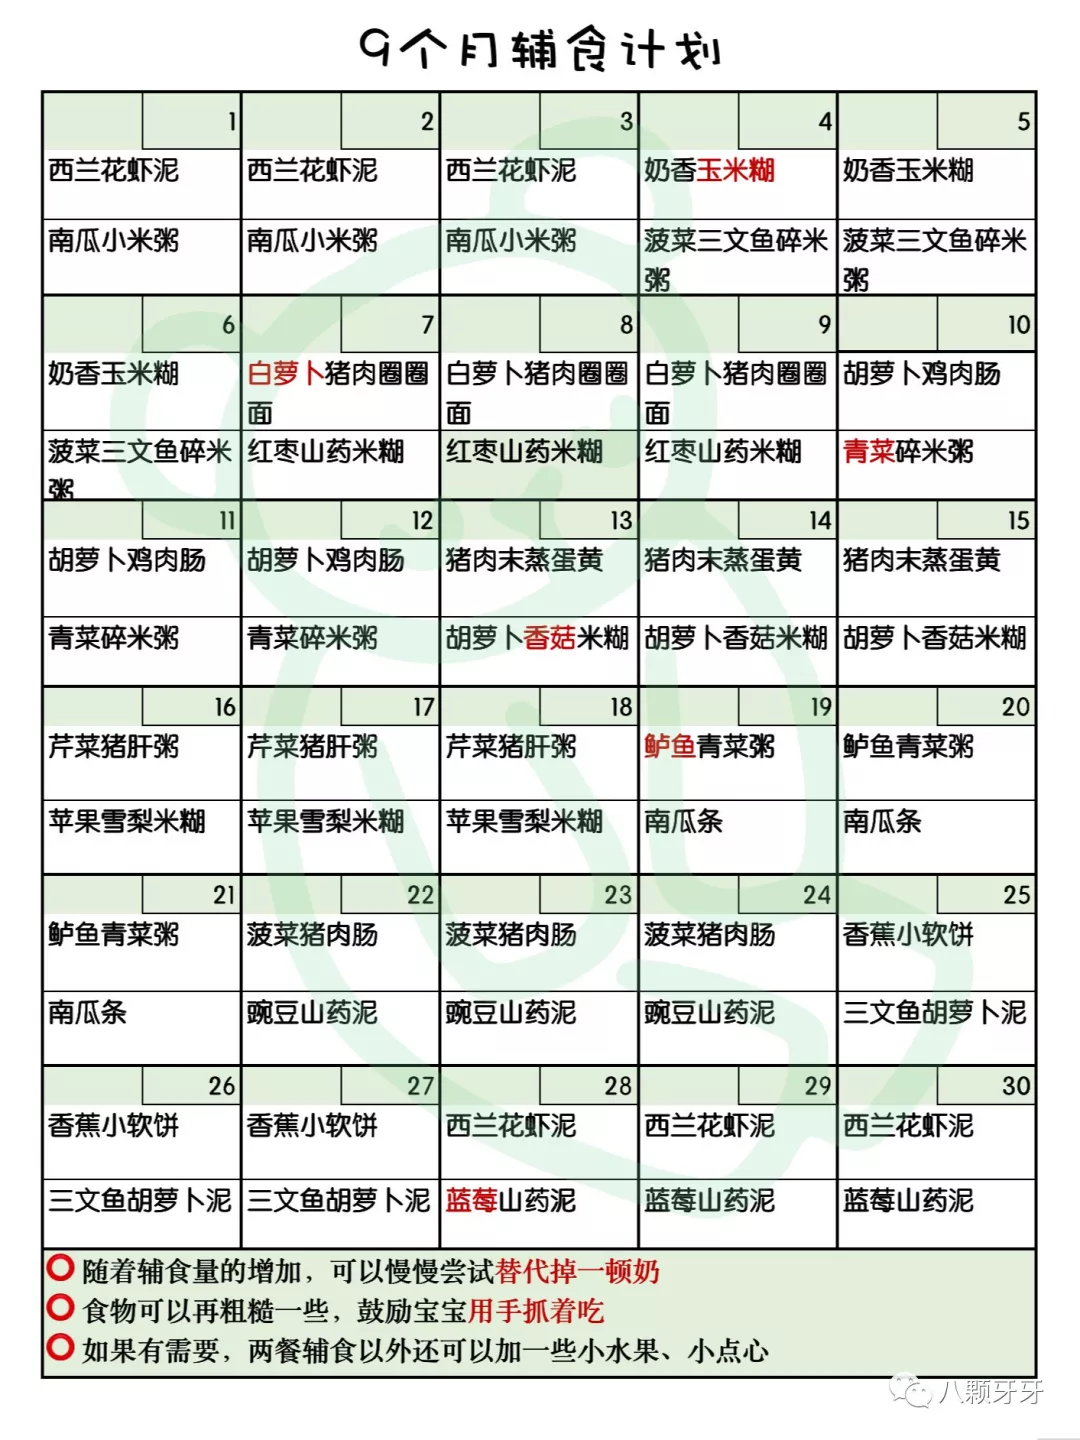 9个月辅食计划
1 2 3 4 5
西兰花虾泥 西兰花虾泥 西兰花虾泥 奶香玉米糊 奶香玉米糊
南瓜小米粥 南瓜小米粥 南瓜小米粥 菠菜三文鱼碎米 菠菜三文鱼碎米
粥 粥
6 7 8 9 10
奶香玉米糊 白萝卜猪肉圈圈 白萝卜猪肉圈圈 白萝卜猪肉圈圈 胡萝卜鸡肉肠
面 面 面
菠菜三文鱼碎米 红枣山药米糊 红枣山药米糊 红枣山药米糊 青菜碎米粥
粥
11 12 13 14 15
胡萝卜鸡肉肠 胡萝卜鸡肉肠 猪肉末蒸蛋黄 猪肉末蒸蛋黄 猪肉末蒸蛋黄
青菜碎米粥 青菜碎米粥 胡萝卜香菇米糊 胡萝卜香菇米糊 胡萝卜香菇米糊
16 17 18 19 20
芹菜猪肝粥 芹菜猪肝粥 芹菜猪肝粥 鲈鱼青菜粥 鲈鱼青菜粥
苹果雪梨米糊 苹果雪梨米糊 苹果雪梨米糊 南瓜条 南瓜条
21 22 23 24 25
鲈鱼青菜粥 菠菜猪肉肠 菠菜猪肉肠 菠菜猪肉肠 香蕉小软饼
南瓜条 豌豆山药泥 豌豆山药泥 豌豆山药泥 三文鱼胡萝卜泥
26 27 28 29 30
香蕉小软饼 香蕉小软饼 西兰花虾泥 西兰花虾泥 西兰花虾泥
三文鱼胡萝卜泥 三文鱼胡萝卜泥 蓝莓山药泥 蓝莓山药泥 蓝莓山药泥
随着辅食量的增加，可以慢慢尝试替代掉一顿奶
食物可以再粗糙一些，鼓励宝宝用手抓着吃
如果有需要，两餐辅食以外还可以加一些小水果、小点心
八颗牙牙